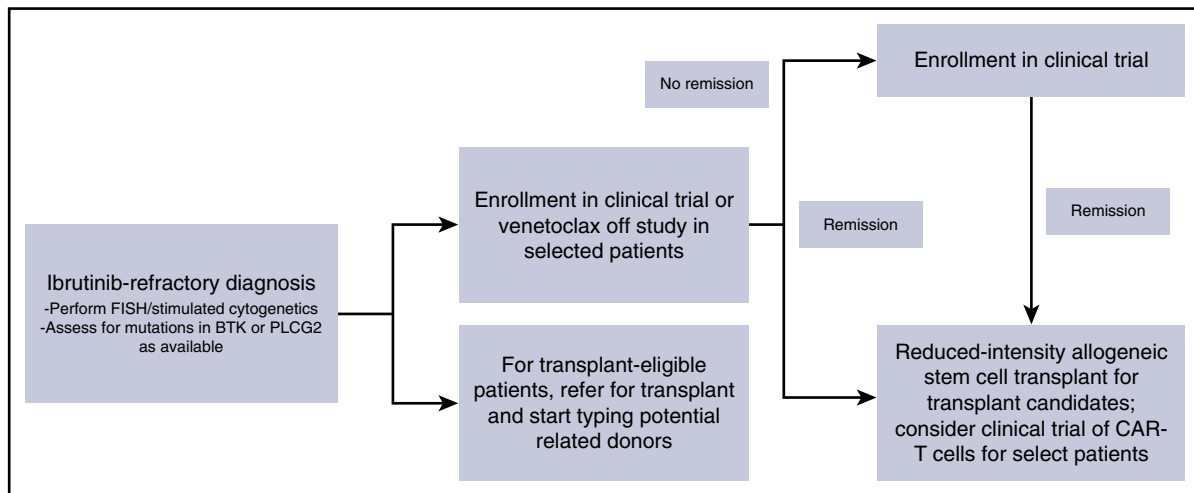 Ibrutinib-refractory diagnosis
-Perform FISH/stimulated cytogenetics
-Assess for mutations in BTK or PLCG2
as available
Enrollment in clinical trial or
venetoclax off study in
selected patients
For transplant-eligible
patients, refer for transplant
and start typing potential
related donors
No remission
Remission
Enrollment in clinical trial
Remission
Reduced-intensity allogeneic
stem cell transplant for
transplant candidates;
consider clinical trial of CAR-
T cells for select patients